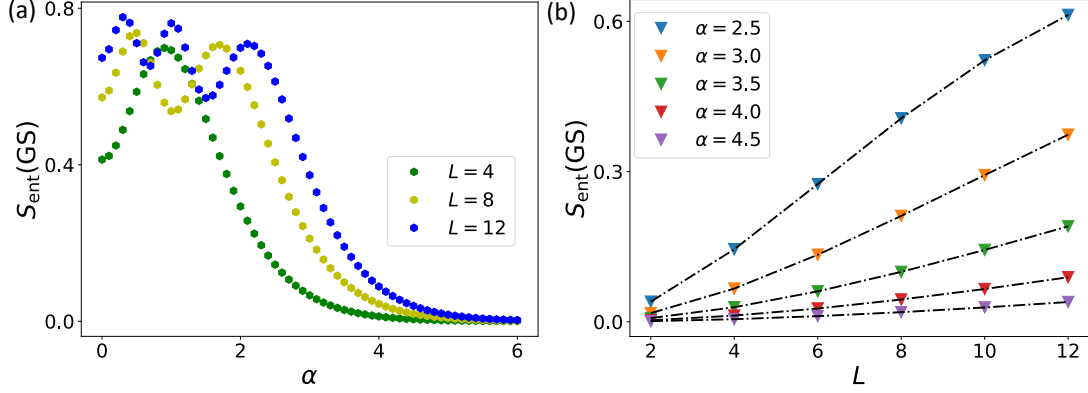 (a)
0.8
0.4
0.0
S_ent(GS)
L = 4
L = 8
L = 12
0 2 4 6
α
(b)
0.6
0.3
0.0
S_ent(GS)
α = 2.5
α = 3.0
α = 3.5
α = 4.0
α = 4.5
2 4 6 8 10 12
L